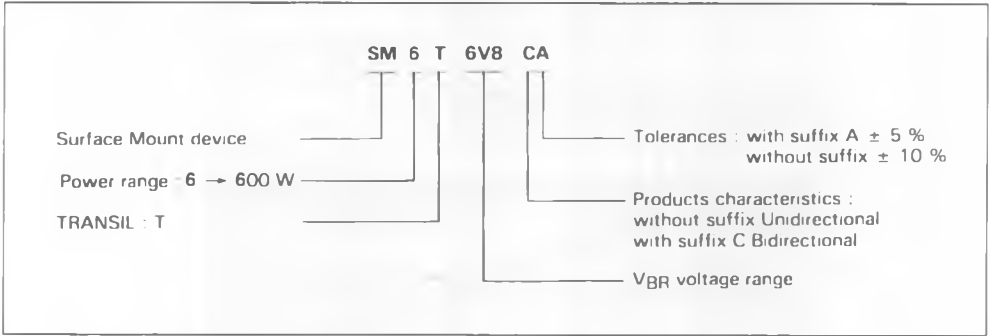 SM 6 T 6V8 CA
Surface Mount device
Power range 6 → 600 W
TRANSIL : T
Tolerances : with suffix A ± 5 %
without suffix ± 10 %
Products characteristics :
without suffix Unidirectional
with suffix C Bidirectional
VBR voltage range